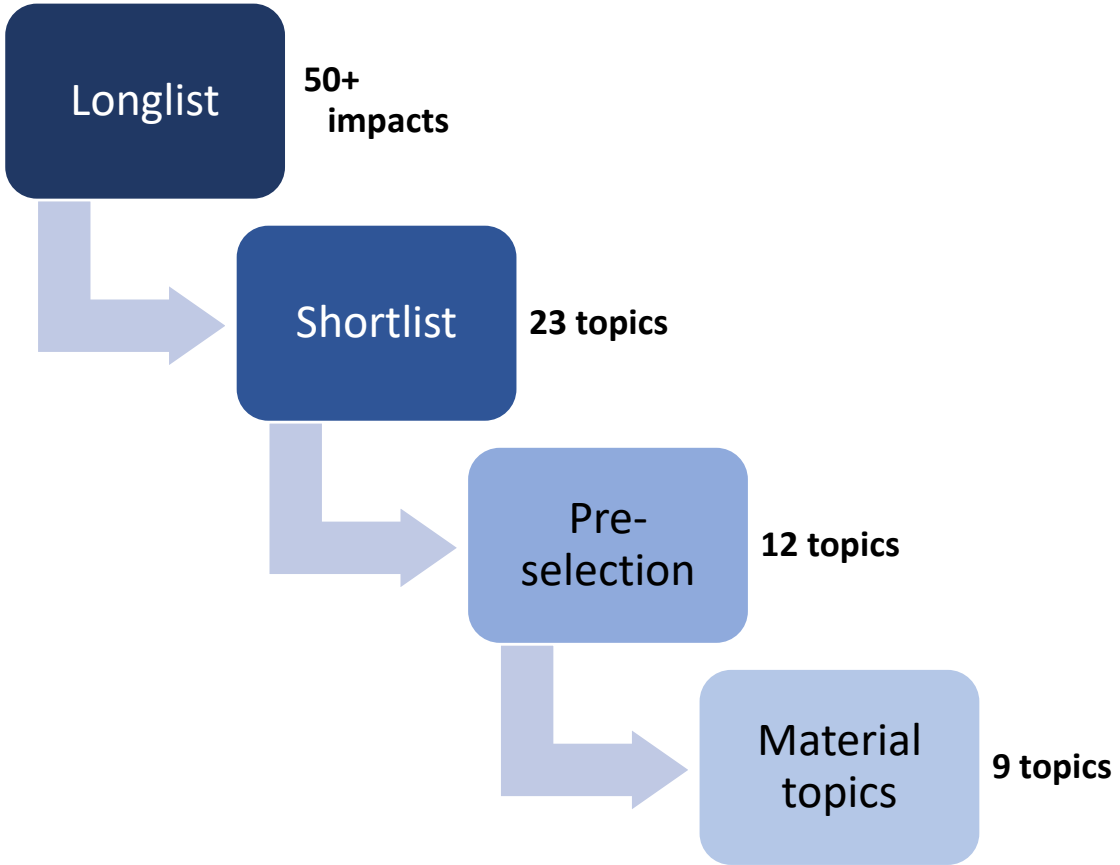 Longlist
50+
impacts
Shortlist
23 topics
Pre-
selection
12 topics
Material
topics
9 topics